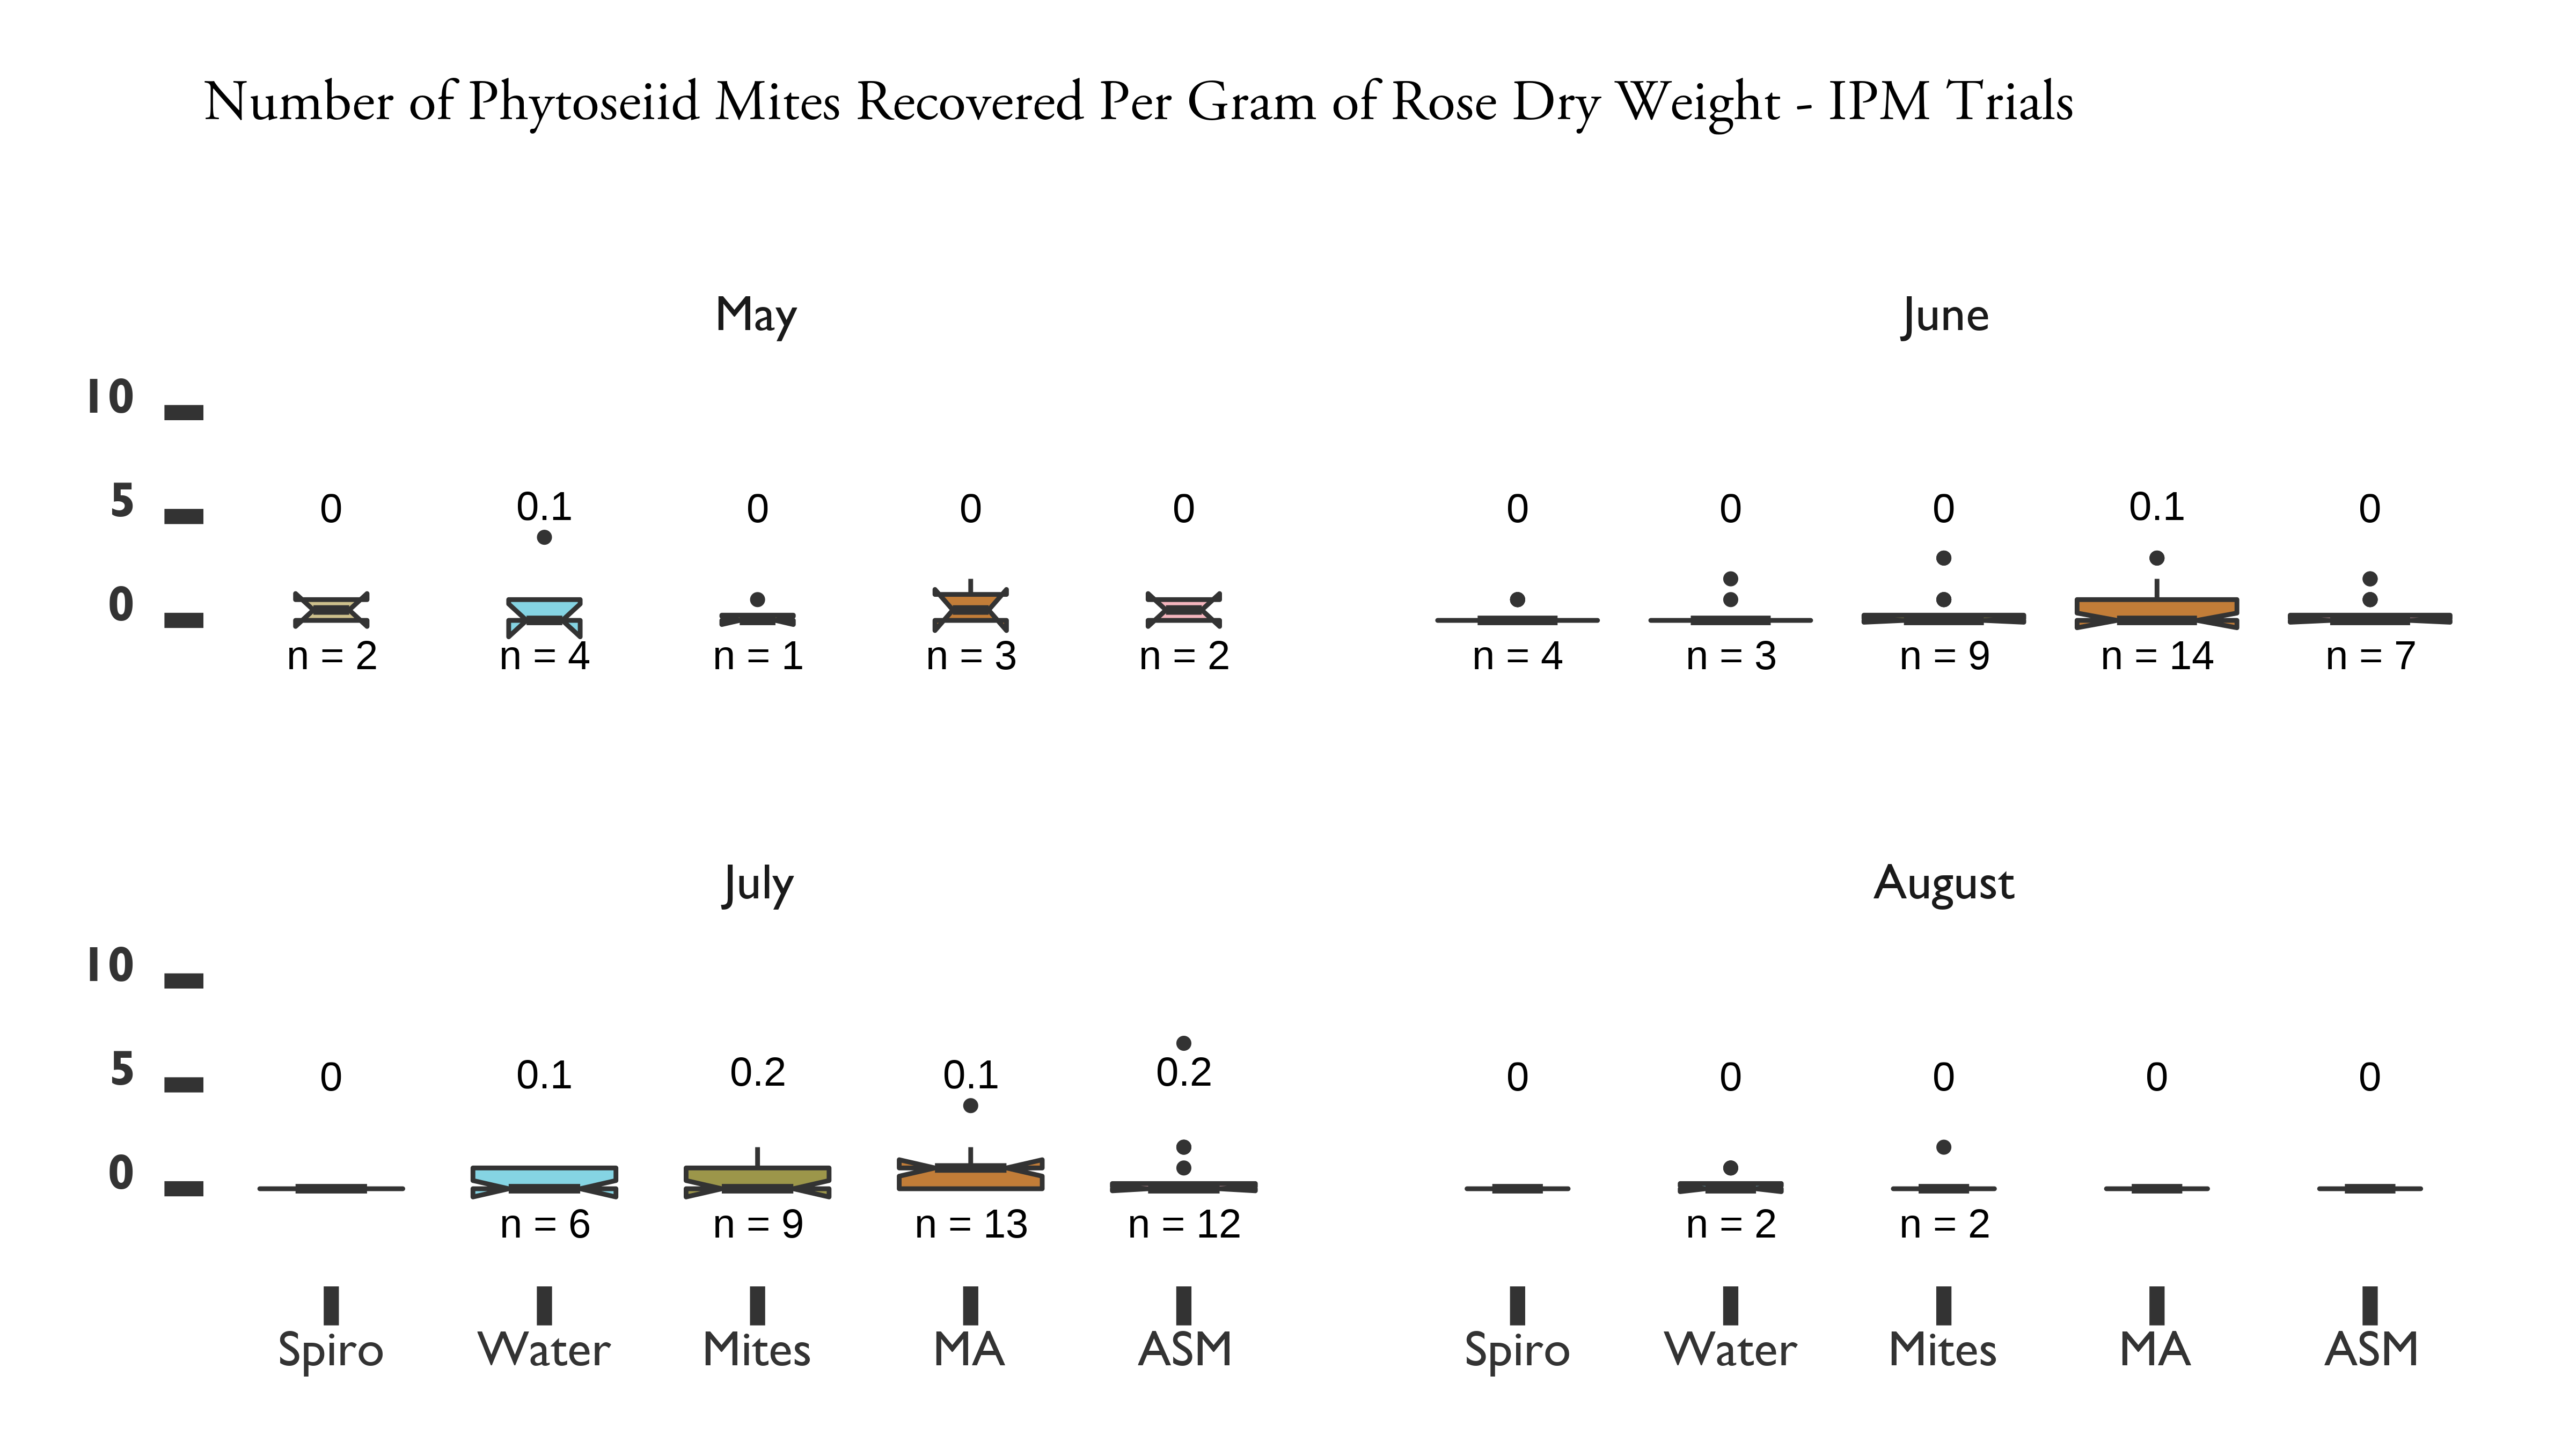 Number of Phytoseiid Mites Recovered Per Gram of Rose Dry Weight - IPM Trials
May June
10
5 0 0.1 0 0 0 0 0 0 0.1 0
0
n = 2 n = 4 n = 1 n = 3 n = 2 n = 4 n = 3 n = 9 n = 14 n = 7
July August
10
5 0 0.1 0.2 0.1 0.2 0 0 0 0 0
0
n = 6 n = 9 n = 13 n = 12 n = 2 n = 2
Spiro Water Mites MA ASM Spiro Water Mites MA ASM